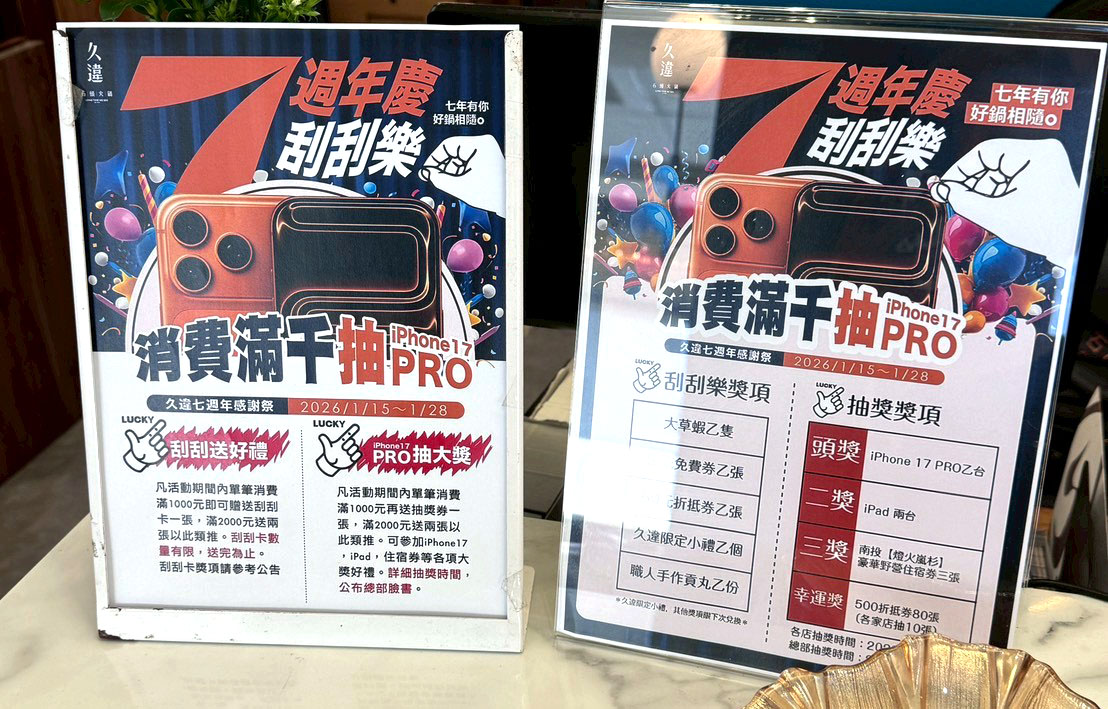 久違
7 週年慶
刮刮樂
七年有你
好鍋相隨
消費滿千抽 iPhone17 PRO
久違七週年感謝祭 2026/1/15～1/28
LUCKY
刮刮送好禮
凡活動期間內單筆消費
滿1000元即可贈送刮刮
卡一張，滿2000元送兩
張以此類推。刮刮卡數
量有限，送完為止。
刮刮卡獎項請參考公告
LUCKY
iPhone17
PRO抽大獎
凡活動期間內單筆消費
滿1000元再送抽獎券一
張，滿2000元送兩張以
此類推。可參加iPhone17
，iPad，住宿券等各項大
獎好禮。詳細抽獎時間，
公布總部臉書。
久違
7 週年慶
刮刮樂
七年有你
好鍋相隨
消費滿千抽 iPhone17 PRO
久違七週年感謝祭 2026/1/15～1/28
LUCKY
刮刮樂獎項
大草蝦乙隻
免費券乙張
折抵券乙張
久違限定小禮乙個
職人手作貢丸乙份
*久違限定小禮、其他獎項限下次兌換*
LUCKY
抽獎獎項
頭獎 iPhone 17 PRO乙台
二獎 iPad 兩台
三獎 南投【燈火嵐杉】
豪華野營住宿券三張
幸運獎 500折抵券80張
(各家店抽10張)
各店抽獎時間：202
總部抽獎時間：